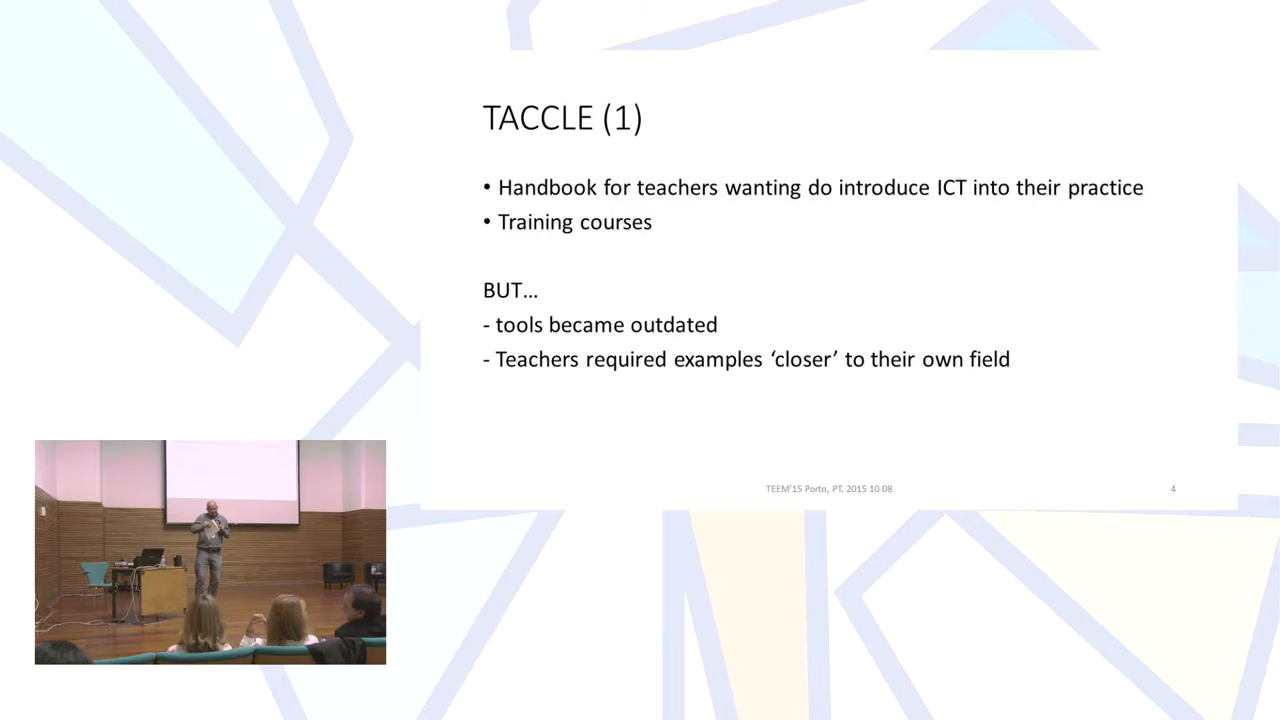 TACCLE (1)
• Handbook for teachers wanting do introduce ICT into their practice
• Training courses
BUT...
- tools became outdated
- Teachers required examples ‘closer’ to their own field
TEEM'15 Porto, PT. 2015 10 08
4